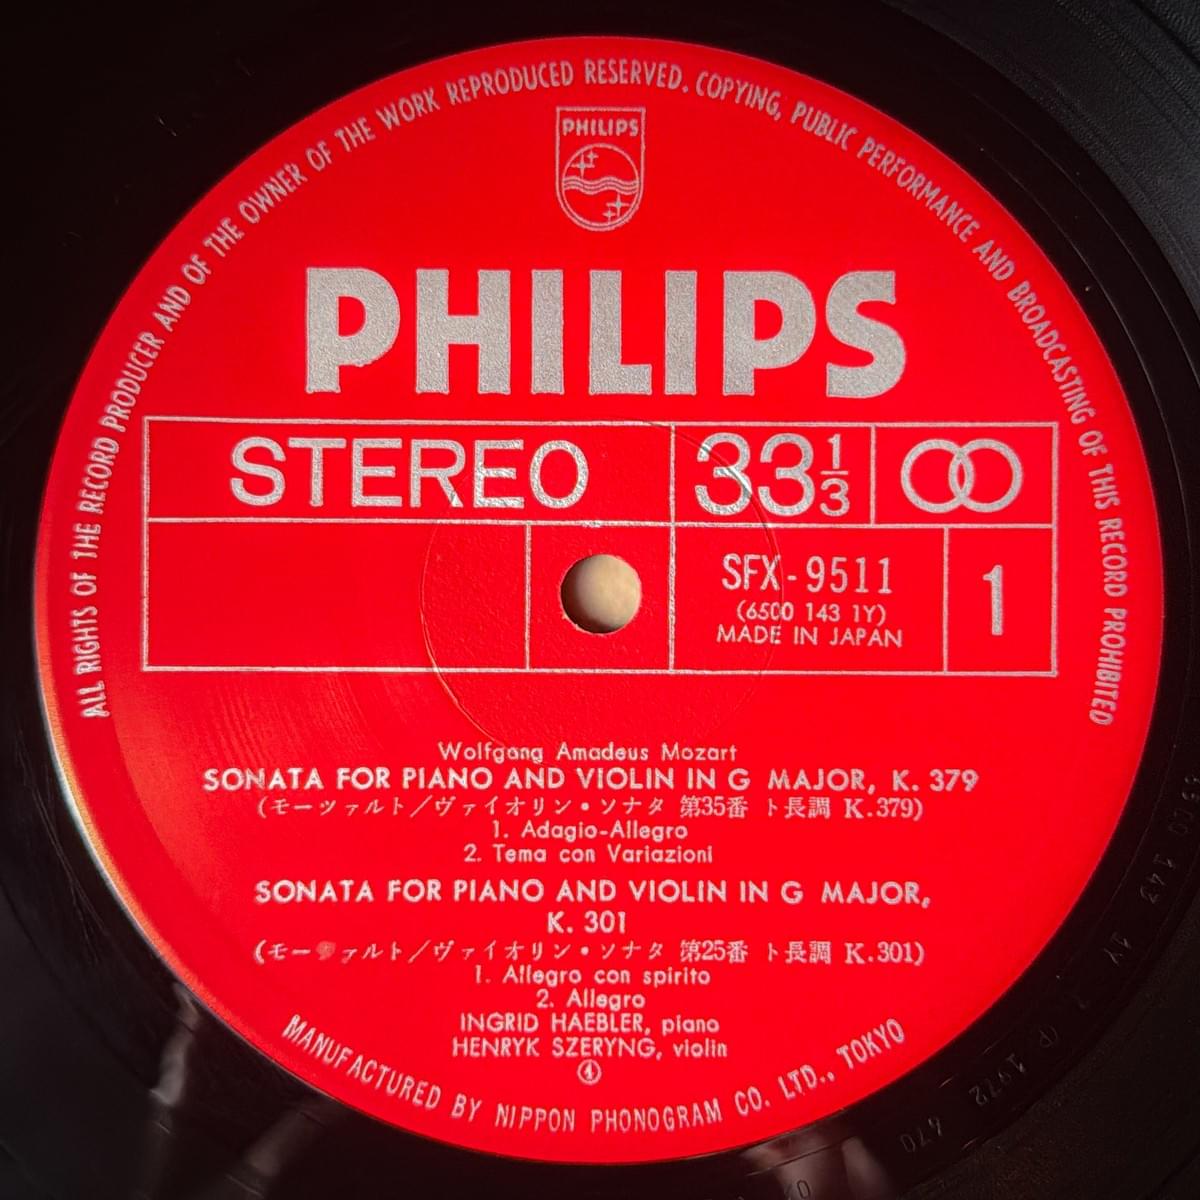 ALL RIGHTS OF THE RECORD PRODUCER AND OF THE OWNER OF THE WORK REPRODUCED RESERVED. COPYING, PUBLIC PERFORMANCE AND BROADCASTING OF THIS RECORD PROHIBITED
PHILIPS
PHILIPS
STEREO 33 1/3
SFX-9511
(6500 143 1Y)
MADE IN JAPAN
1
Wolfgang Amadeus Mozart
SONATA FOR PIANO AND VIOLIN IN G MAJOR, K. 379
(モーツァルト/ヴァイオリン・ソナタ 第35番 ト長調 K.379)
1. Adagio-Allegro
2. Tema con Variazioni
SONATA FOR PIANO AND VIOLIN IN G MAJOR,
K. 301
(モーツァルト/ヴァイオリン・ソナタ 第25番 ト長調 K.301)
1. Allegro con spirito
2. Allegro
INGRID HAEBLER, piano
HENRYK SZERYNG, violin
④
MANUFACTURED BY NIPPON PHONOGRAM CO. LTD., TOKYO
1972 670